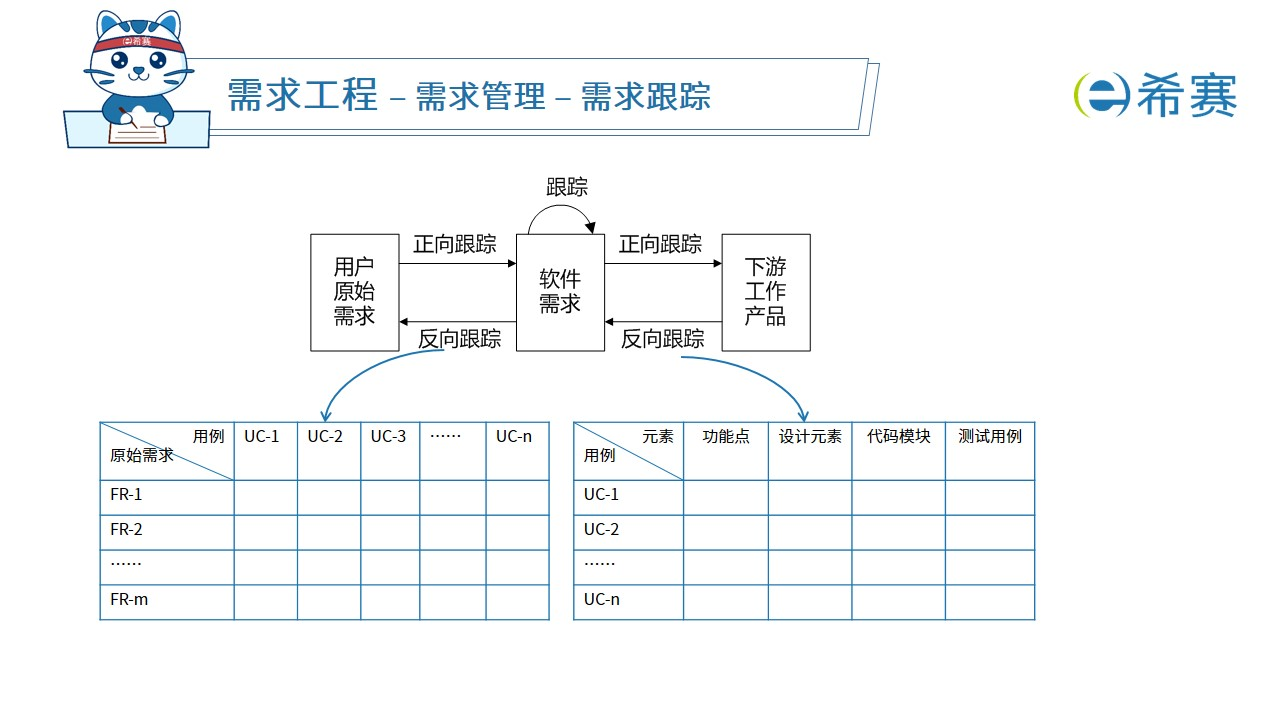 希赛
需求工程 – 需求管理 – 需求跟踪
希赛
跟踪
正向跟踪
正向跟踪
用户
原始
需求
软件
需求
下游
工作
产品
反向跟踪
反向跟踪
用例 UC-1 UC-2 UC-3 …… UC-n
原始需求
FR-1
FR-2
……
FR-m
元素 功能点 设计元素 代码模块 测试用例
用例
UC-1
UC-2
……
UC-n